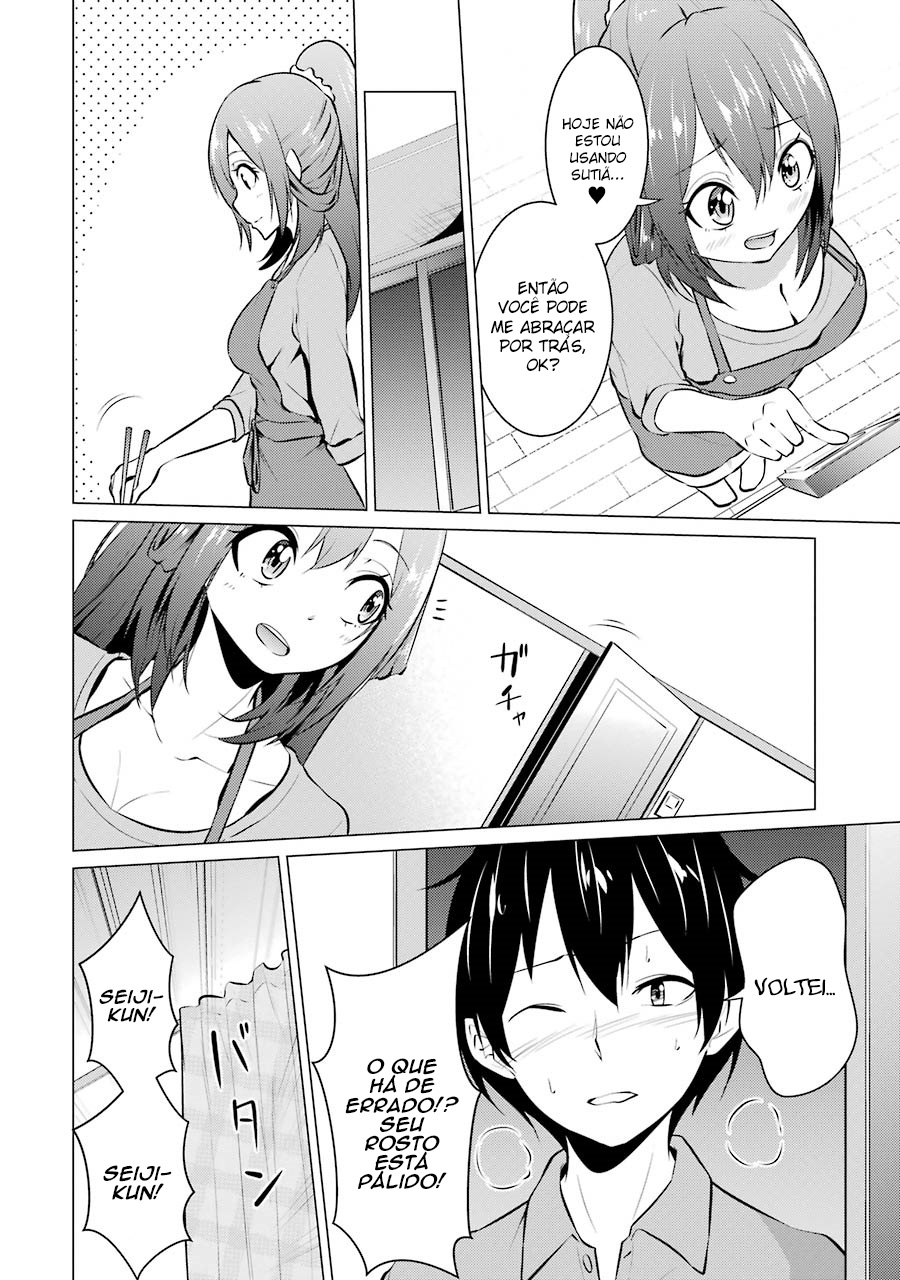 HOJE NÃO
ESTOU
USANDO
SUTIÃ...
♥
ENTÃO
VOCÊ PODE
ME ABRAÇAR
POR TRÁS,
OK?
ガチャ
VOLTEI...
O QUE
HÁ DE
ERRADO!?
SEU
ROSTO
ESTÁ
PÁLIDO!
バタン
SEIJI-
KUN!
SEIJI-
KUN!